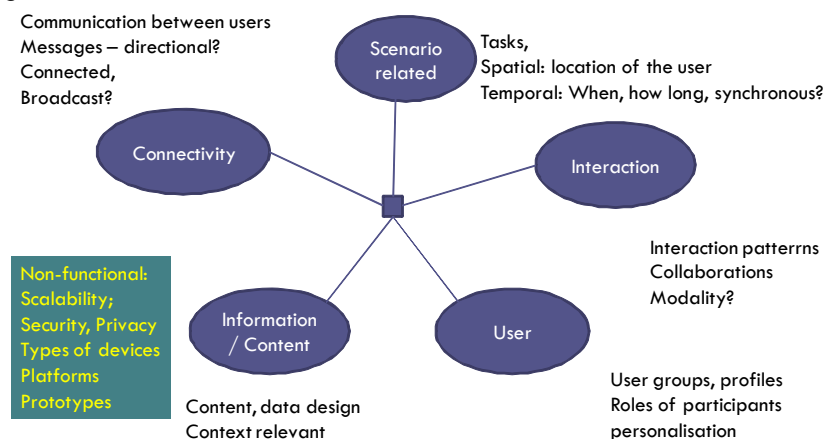 Communication between users
Messages – directional?
Connected,
Broadcast?
Scenario
related
Tasks,
Spatial: location of the user
Temporal: When, how long, synchronous?
Connectivity
Interaction
Interaction patterrns
Collaborations
Modality?
Non-functional:
Scalability;
Security, Privacy
Types of devices
Platforms
Prototypes
Information
/ Content
User
Content, data design
Context relevant
User groups, profiles
Roles of participants
personalisation